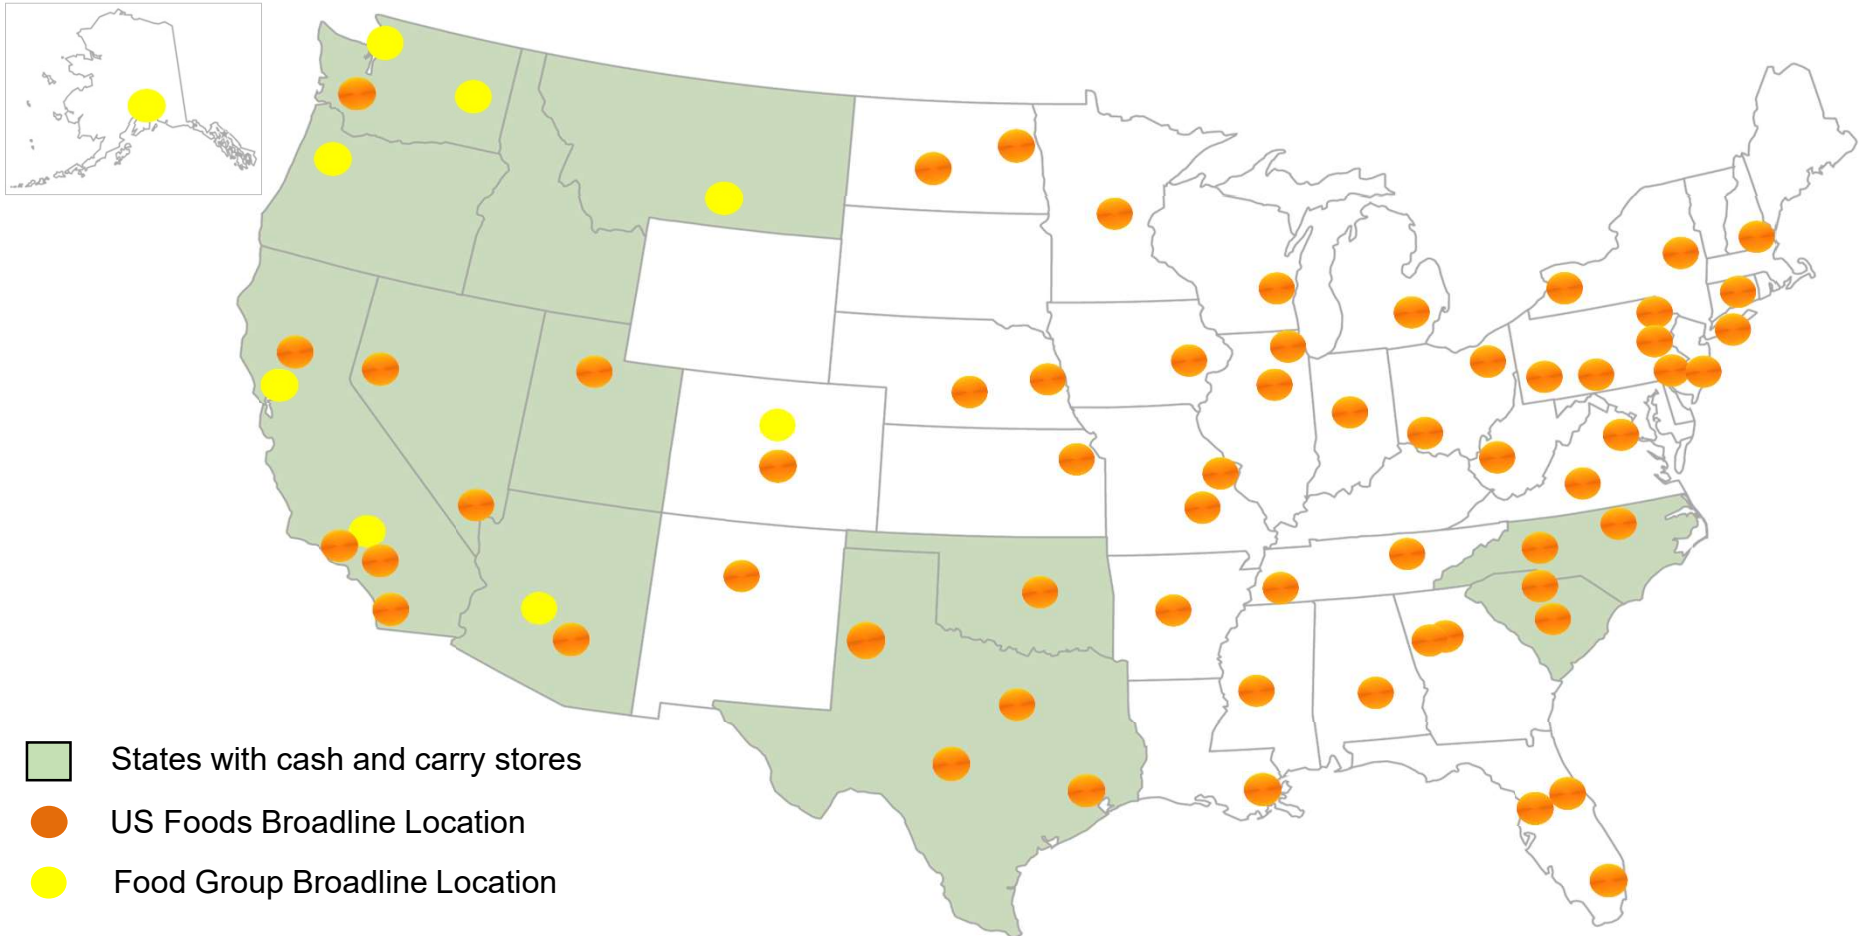 States with cash and carry stores
US Foods Broadline Location
Food Group Broadline Location